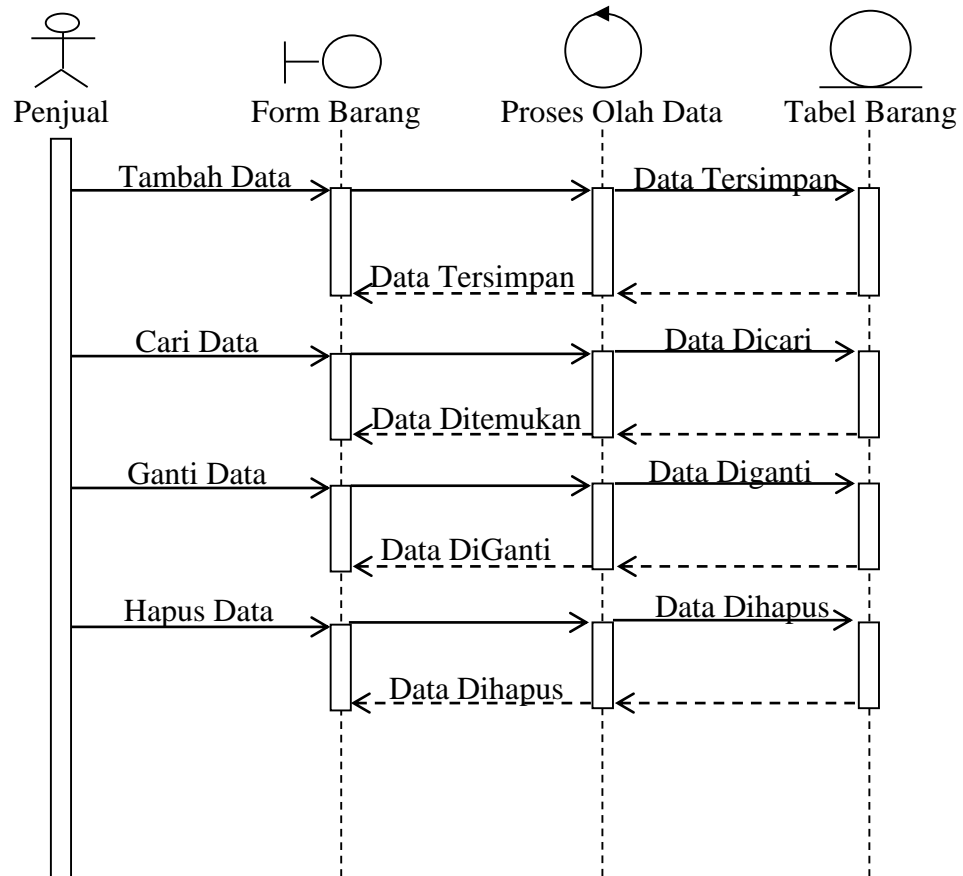 Penjual
Form Barang
Proses Olah Data
Tabel Barang
Tambah Data
Data Tersimpan
Data Tersimpan
Cari Data
Data Dicari
Data Ditemukan
Ganti Data
Data Diganti
Data DiGanti
Hapus Data
Data Dihapus
Data Dihapus